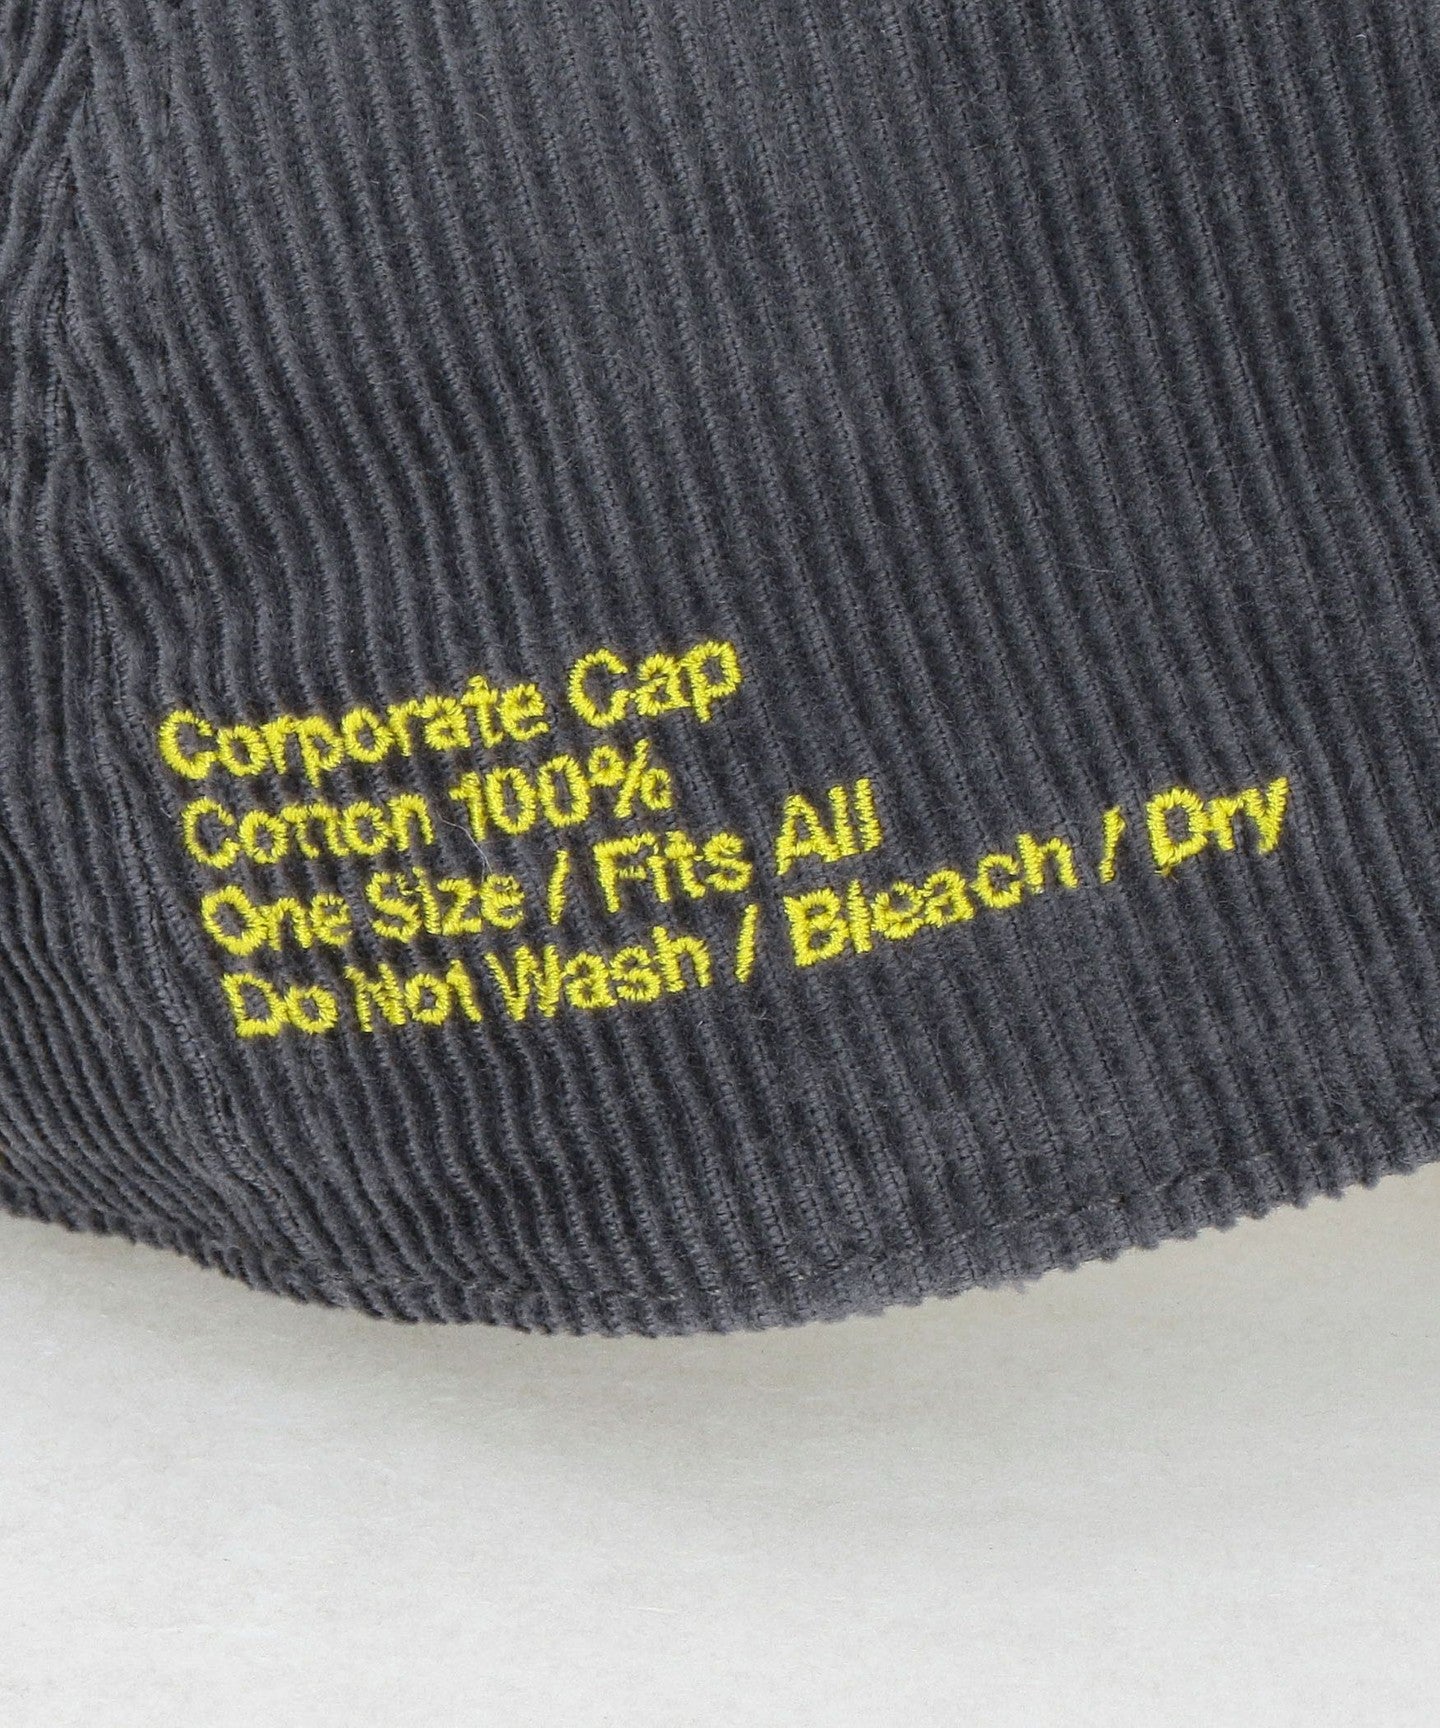 Corporate Cap
Cotton 100%
One Size / Fits All
Do Not Wash / Bleach / Dry